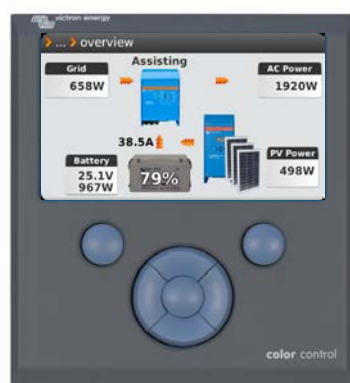 victron energy
> ... > overview
Grid
658W
Assisting
AC Power
1920W
38.5A
Battery
25.1V
967W
79%
PV Power
498W
color control